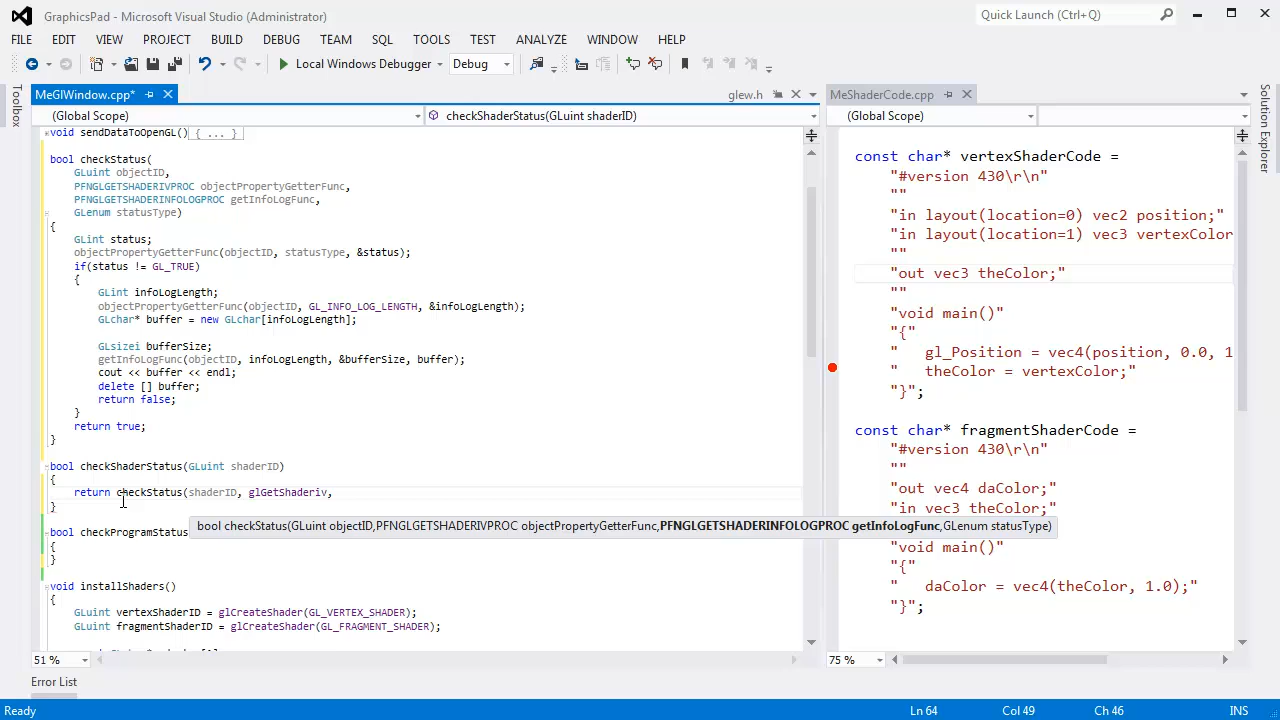 GraphicsPad - Microsoft Visual Studio (Administrator)
Quick Launch (Ctrl+Q)
FILE EDIT VIEW PROJECT BUILD DEBUG TEAM SQL TOOLS TEST ANALYZE WINDOW HELP
Local Windows Debugger Debug
Toolbox
MeGlWindow.cpp*
glew.h
(Global Scope) checkShaderStatus(GLuint shaderID)
void sendDataToOpenGL() { ... }
bool checkStatus(
GLuint objectID,
PFNGLGETSHADERIVPROC objectPropertyGetterFunc,
PFNGLGETSHADERINFOLOGPROC getInfoLogFunc,
GLenum statusType)
{
GLint status;
objectPropertyGetterFunc(objectID, statusType, &status);
if(status != GL_TRUE)
{
GLint infoLogLength;
objectPropertyGetterFunc(objectID, GL_INFO_LOG_LENGTH, &infoLogLength);
GLchar* buffer = new GLchar[infoLogLength];
GLsizei bufferSize;
getInfoLogFunc(objectID, infoLogLength, &bufferSize, buffer);
cout << buffer << endl;
delete [] buffer;
return false;
}
return true;
}
bool checkShaderStatus(GLuint shaderID)
{
return checkStatus(shaderID, glGetShaderiv,
}
bool checkStatus(GLuint objectID,PFNGLGETSHADERIVPROC objectPropertyGetterFunc,PFNGLGETSHADERINFOLOGPROC getInfoLogFunc,GLenum statusType)
bool checkProgramStatus
{
}
void installShaders()
{
GLuint vertexShaderID = glCreateShader(GL_VERTEX_SHADER);
GLuint fragmentShaderID = glCreateShader(GL_FRAGMENT_SHADER);
51 %
MeShaderCode.cpp
(Global Scope)
const char* vertexShaderCode =
"#version 430\r\n"
""
"in layout(location=0) vec2 position;"
"in layout(location=1) vec3 vertexColor
""
"out vec3 theColor;"
""
"void main()"
"{"
" gl_Position = vec4(position, 0.0, 1
" theColor = vertexColor;"
"}";
const char* fragmentShaderCode =
"#version 430\r\n"
""
"out vec4 daColor;"
"in vec3 theColor;"
"void main()"
"{"
" daColor = vec4(theColor, 1.0);"
"}";
75 %
Solution Explorer
Error List
Ready Ln 64 Col 49 Ch 46 INS